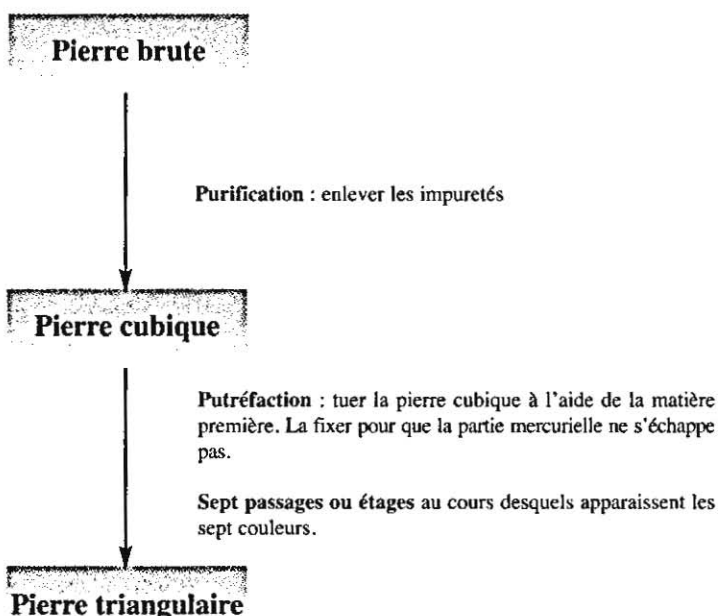 Pierre brute
Purification : enlever les impuretés
Pierre cubique
Putréfaction : tuer la pierre cubique à l'aide de la matière
première. La fixer pour que la partie mercurielle ne s'échappe
pas.
Sept passages ou étages au cours desquels apparaissent les
sept couleurs.
Pierre triangulaire